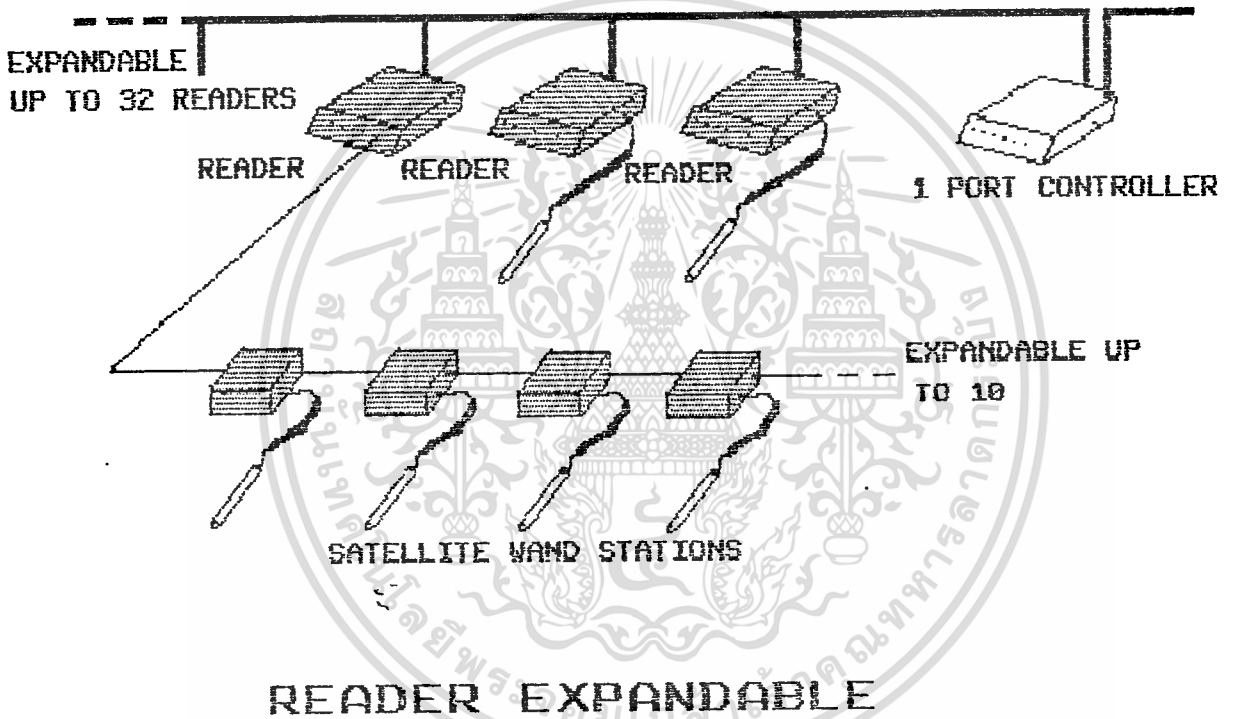 EXPANDABLE
UP TO 32 READERS
READER
READER
READER
1 PORT CONTROLLER
EXPANDABLE UP
TO 10
SATELLITE WAND STATIONS
READER EXPANDABLE